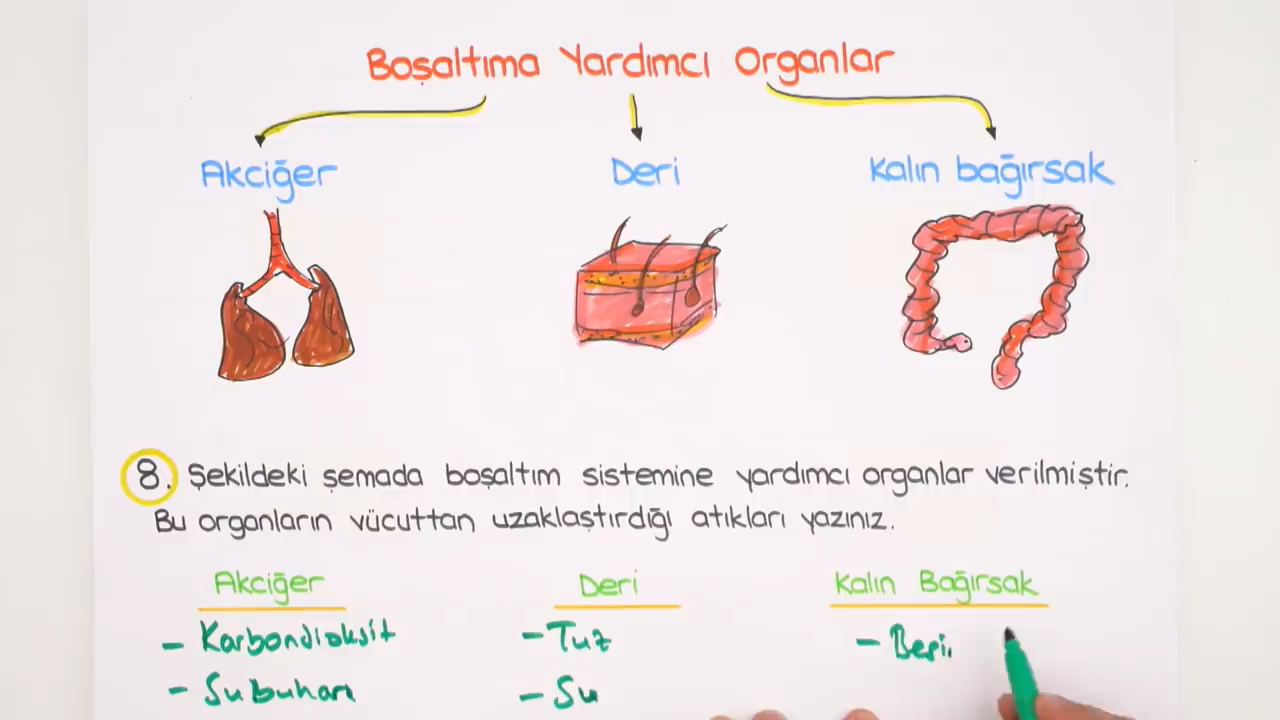 Boşaltıma Yardımcı Organlar
Akciğer
Deri
Kalın bağırsak
8. Şekildeki şemada boşaltım sistemine yardımcı organlar verilmiştir.
Bu organların vücuttan uzaklaştırdığı atıkları yazınız.
Akciğer
Deri
Kalın Bağırsak
- Karbondioksit
- Tuz
- Besi.
- Su buharı
- Su